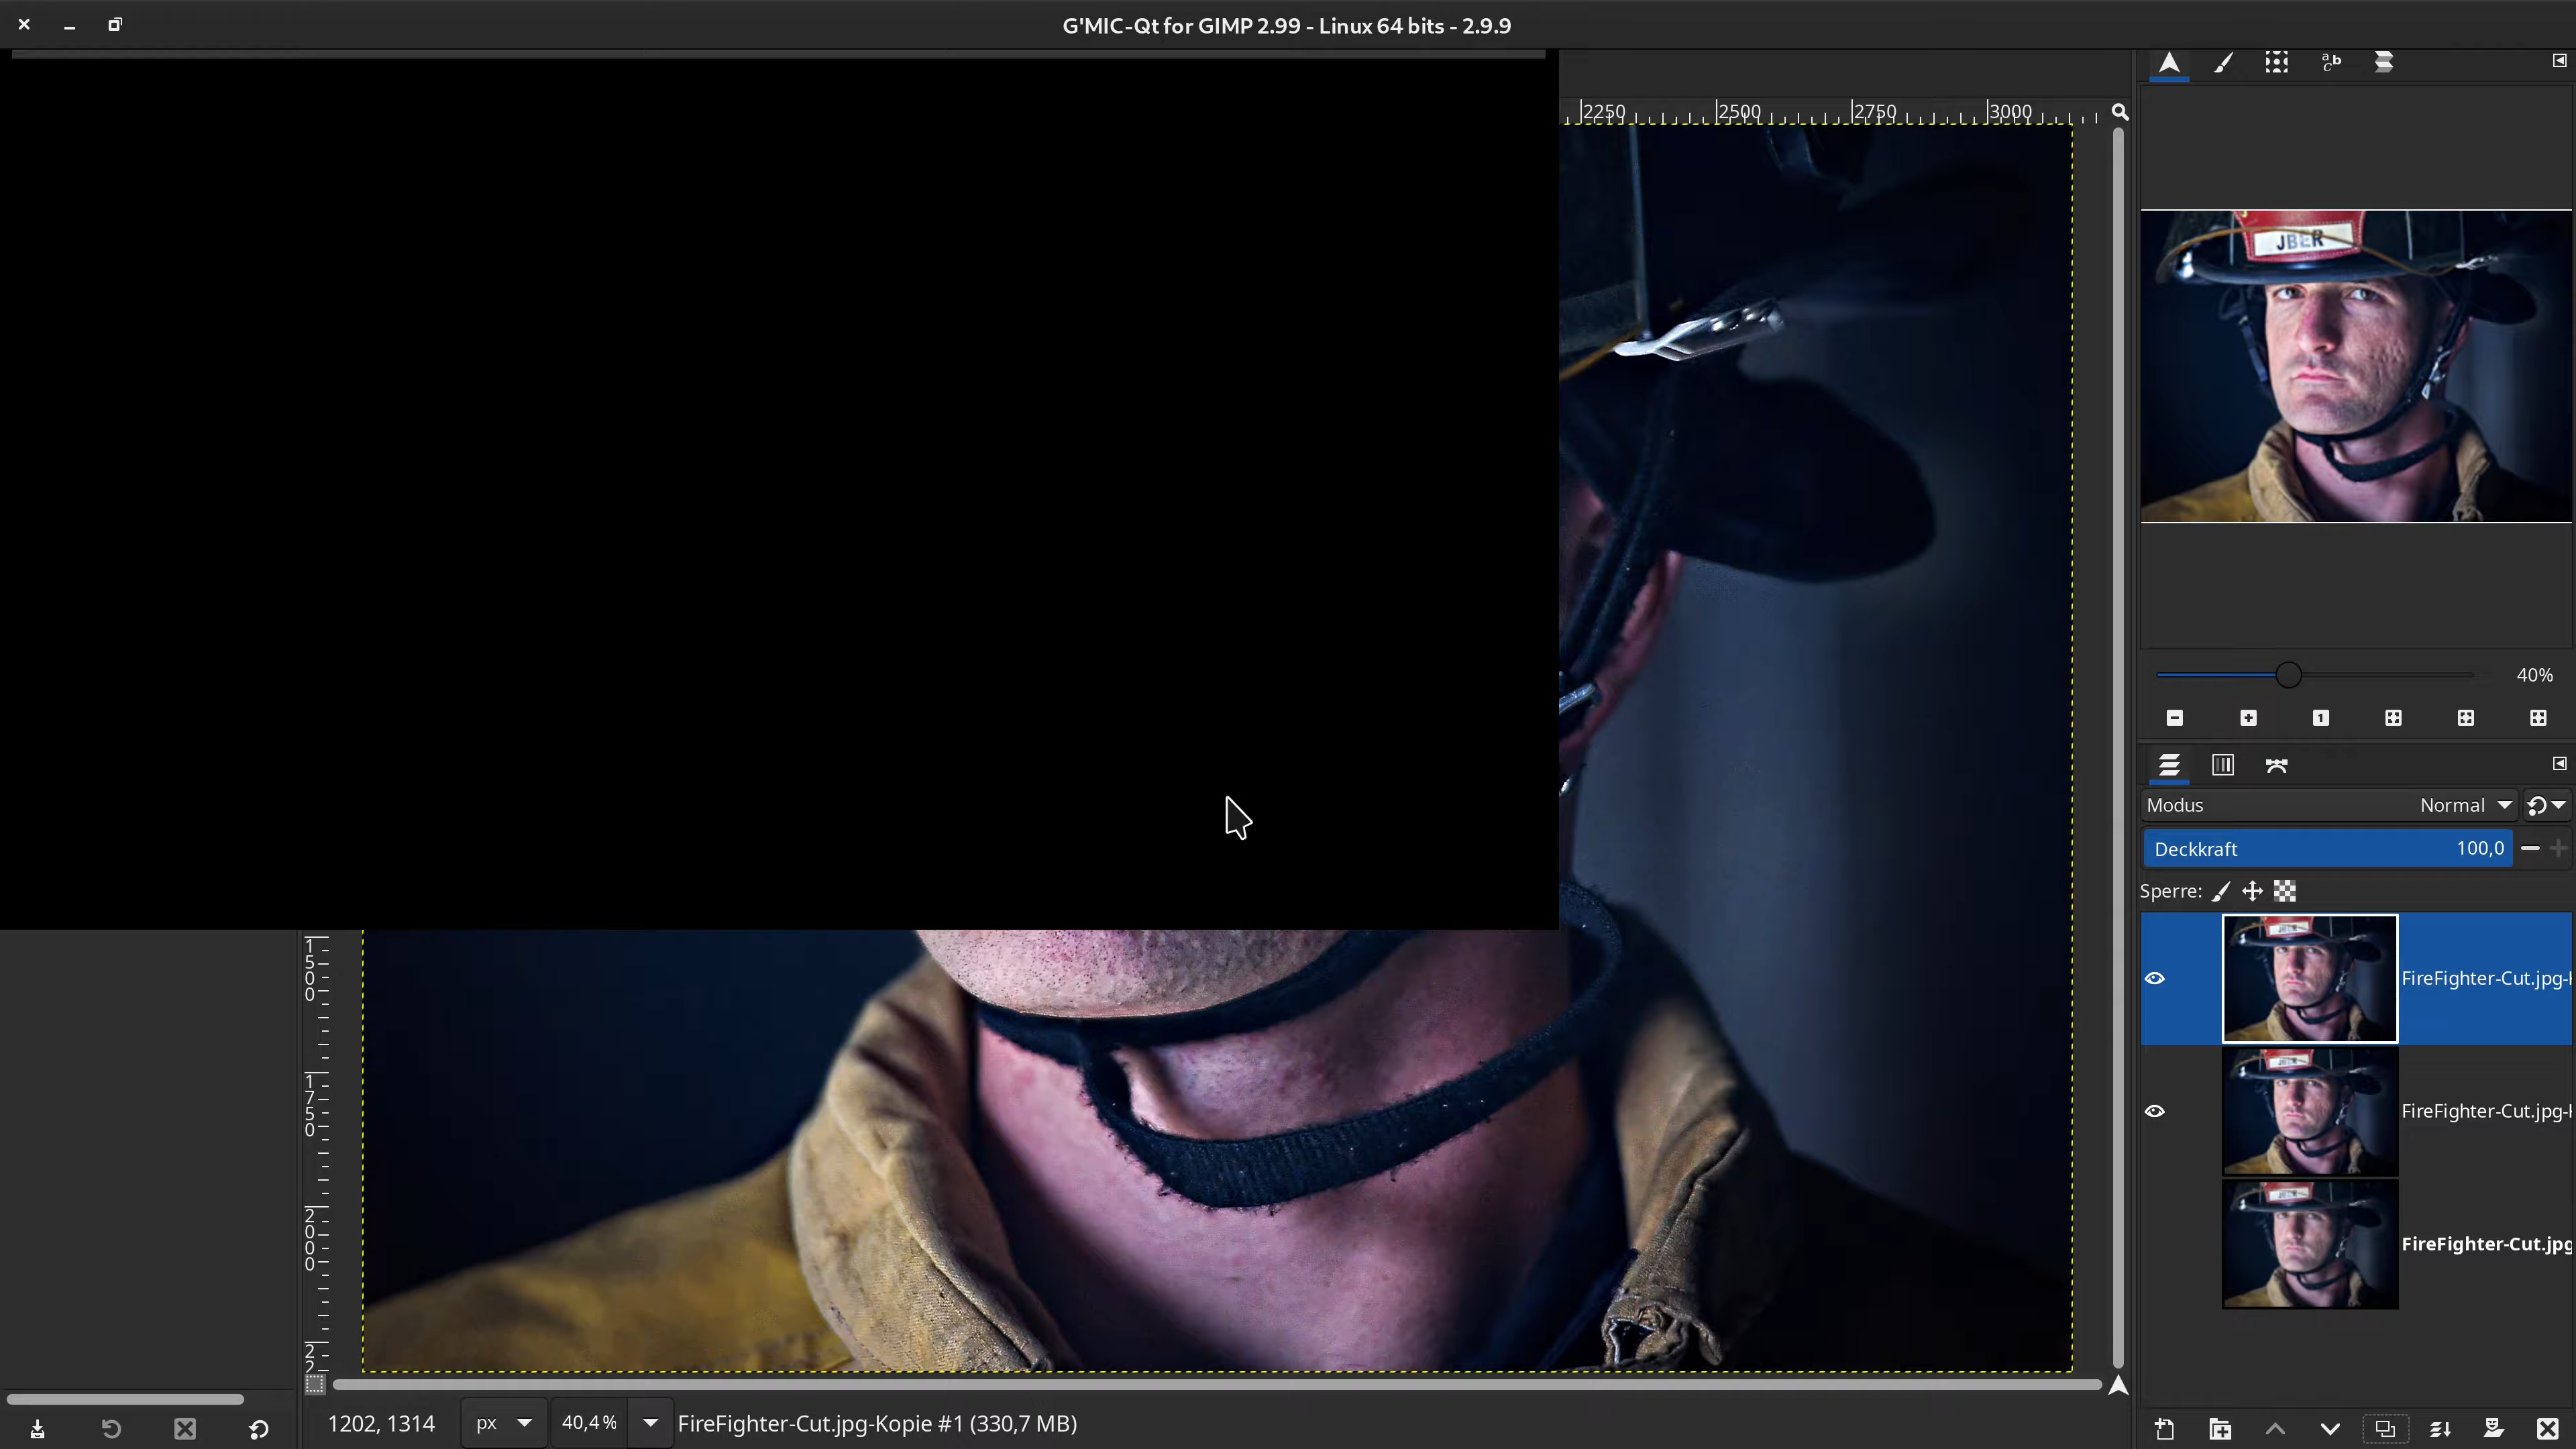 G'MIC-Qt for GIMP 2.99 - Linux 64 bits - 2.9.9
2250
2500
2750
3000
JBER
40%
1
Modus
Normal
Deckkraft
100,0
Sperre:
FireFighter-Cut.jpg-
FireFighter-Cut.jpg-
FireFighter-Cut.jpg
1500
1750
2000
22
1202, 1314
px
40,4%
FireFighter-Cut.jpg-Kopie #1 (330,7 MB)